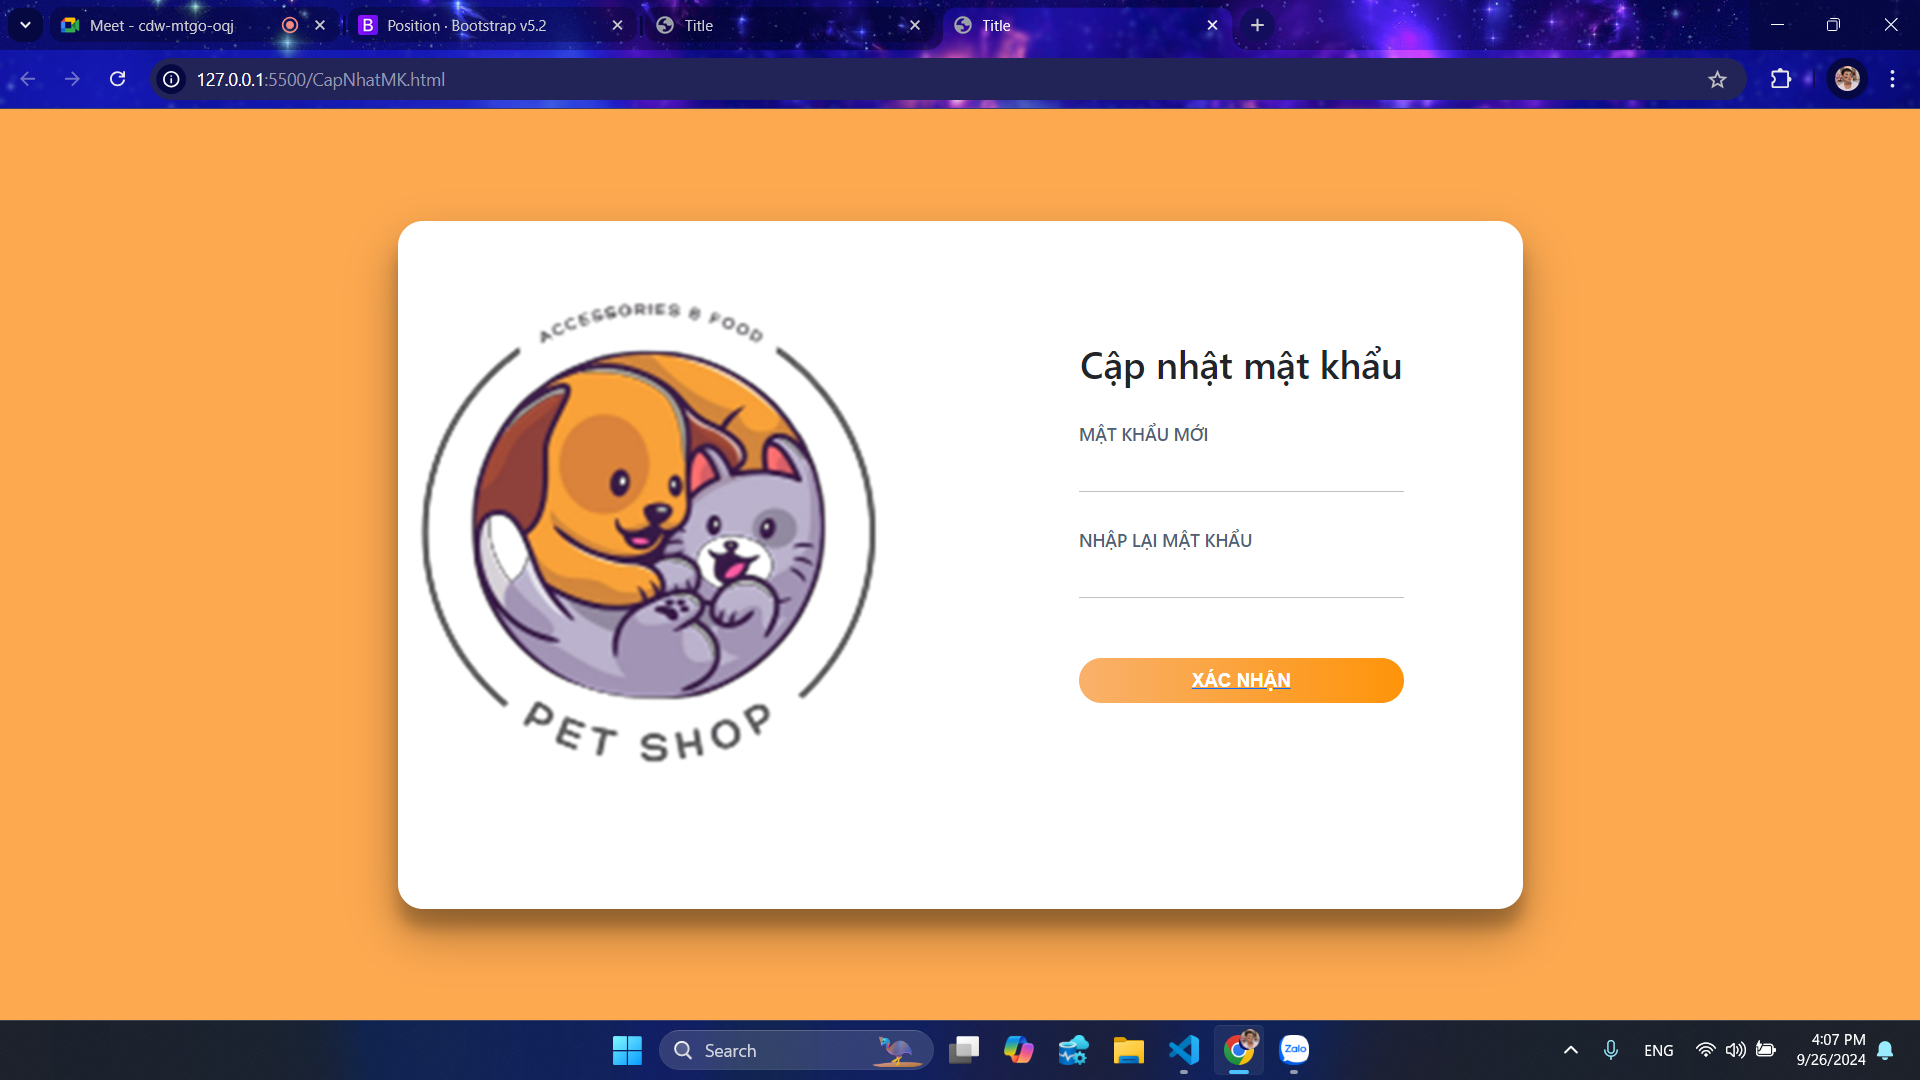 Meet - cdw-mtgo-oqj
Position · Bootstrap v5.2
Title
Title
127.0.0.1:5500/CapNhatMK.html
ACCESSORIES & FOOD
PET SHOP
Cập nhật mật khẩu
MẬT KHẨU MỚI
NHẬP LẠI MẬT KHẨU
XÁC NHẬN
Search
Zalo
ENG
4:07 PM
9/26/2024